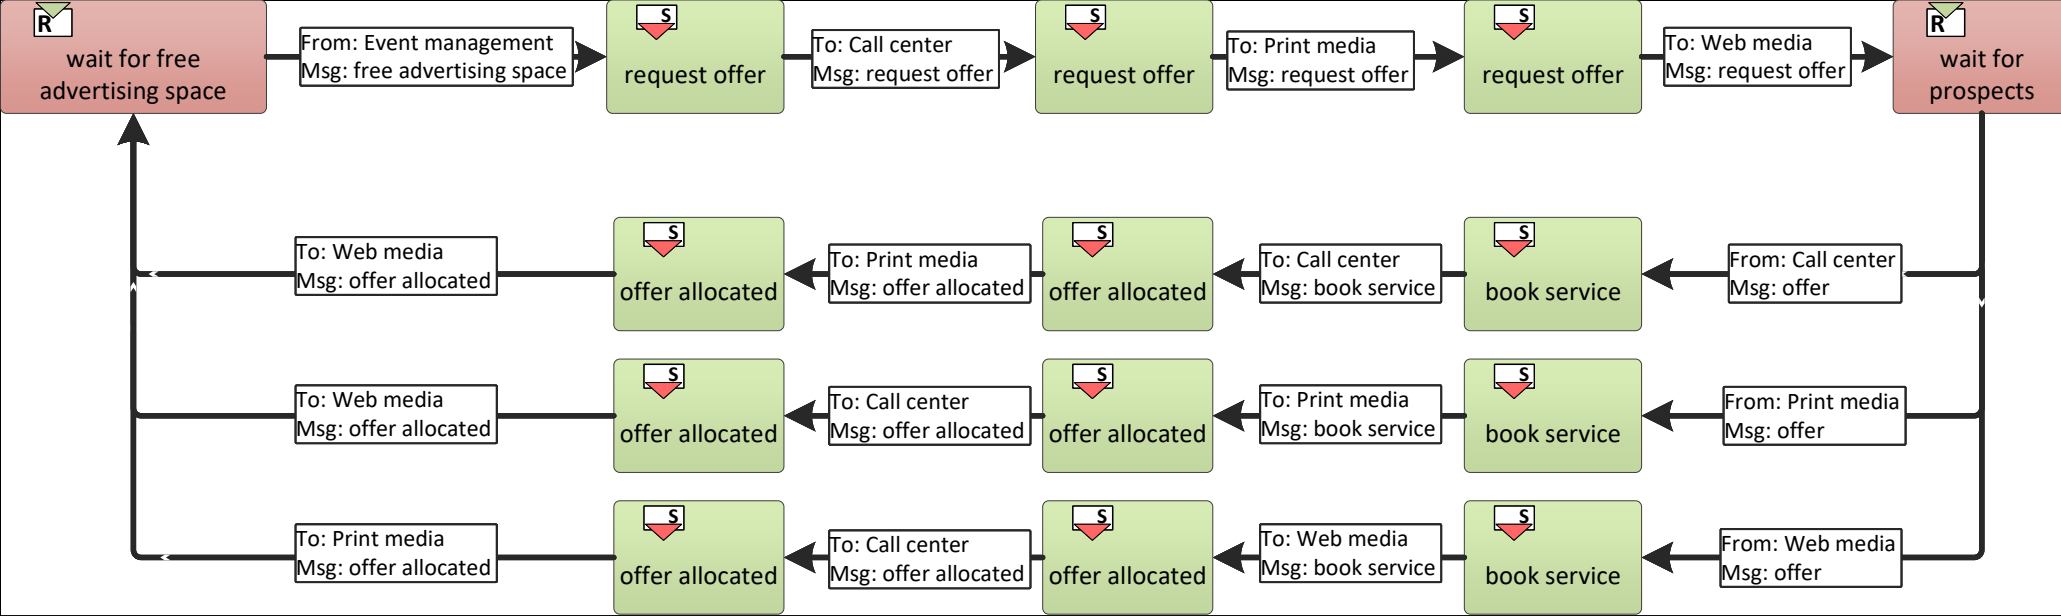 R
wait for free
advertising space
From: Event management
Msg: free advertising space
S
request offer
To: Call center
Msg: request offer
S
request offer
To: Print media
Msg: request offer
S
request offer
To: Web media
Msg: request offer
R
wait for
prospects
To: Web media
Msg: offer allocated
S
offer allocated
To: Print media
Msg: offer allocated
S
offer allocated
To: Call center
Msg: book service
S
book service
From: Call center
Msg: offer
To: Web media
Msg: offer allocated
S
offer allocated
To: Call center
Msg: offer allocated
S
offer allocated
To: Print media
Msg: book service
S
book service
From: Print media
Msg: offer
To: Print media
Msg: offer allocated
S
offer allocated
To: Call center
Msg: offer allocated
S
offer allocated
To: Web media
Msg: book service
S
book service
From: Web media
Msg: offer